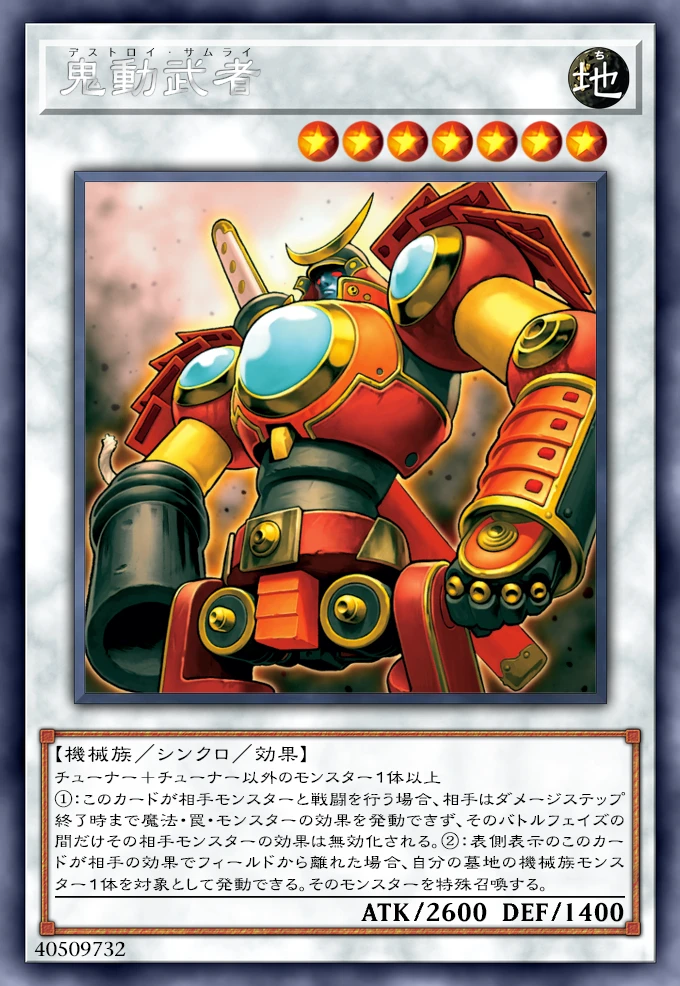 デストロイ・サムライ
鬼動武者
ち
地
【機械族／シンクロ／効果】
チューナー＋チューナー以外のモンスター1体以上
①:このカードが相手モンスターと戦闘を行う場合、相手はダメージステップ
終了時まで魔法・罠・モンスターの効果を発動できず、そのバトルフェイズの
間だけその相手モンスターの効果は無効化される。②:表側表示のこのカー
ドが相手の効果でフィールドから離れた場合、自分の墓地の機械族モンス
ター1体を対象として発動できる。そのモンスターを特殊召喚する。
ATK/2600 DEF/1400
40509732